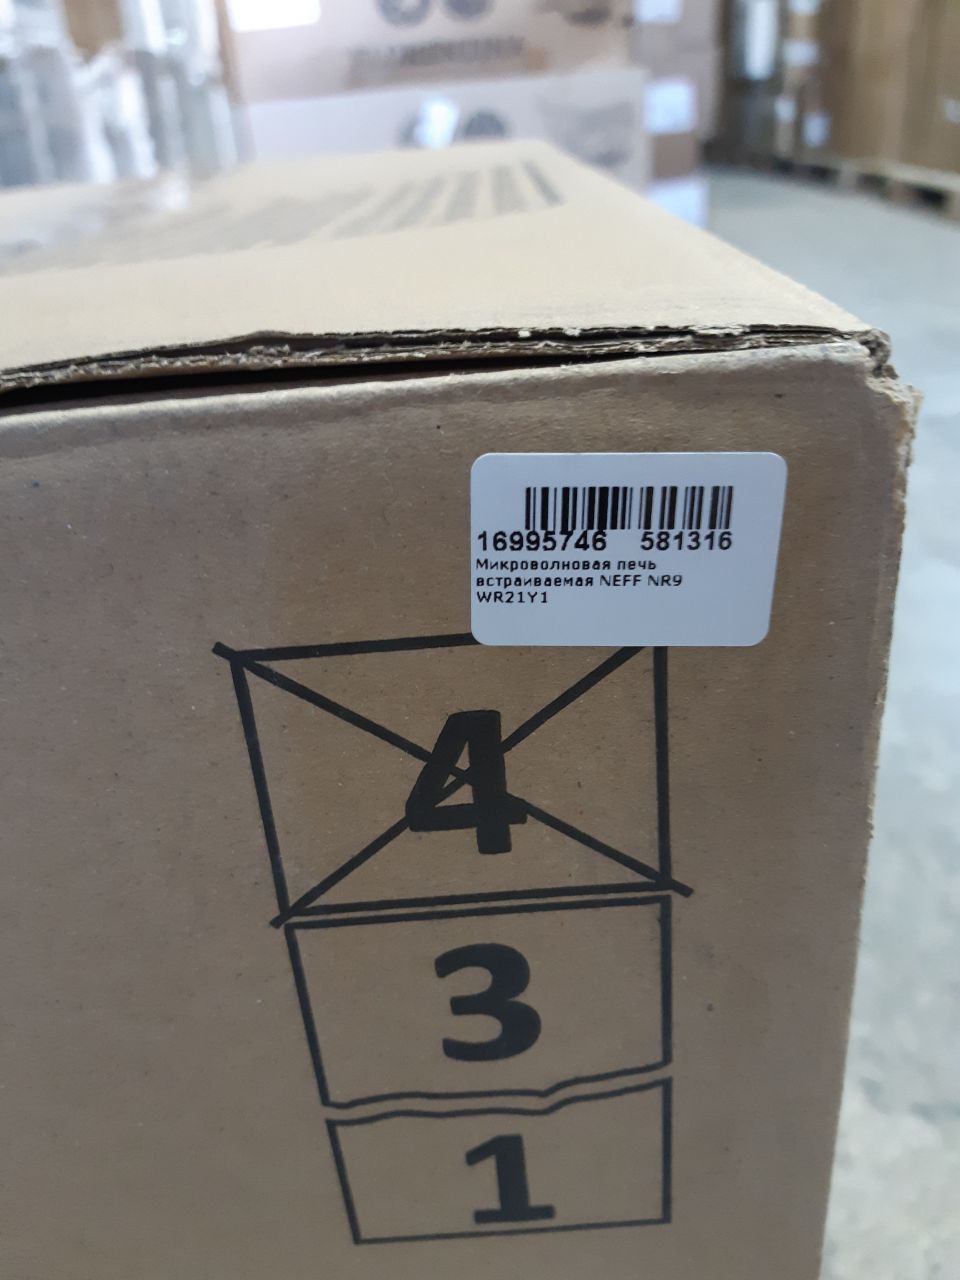 16995746 581316
Микроволновая печь
встраиваемая NEFF NR9
WR21Y1
4
3
1